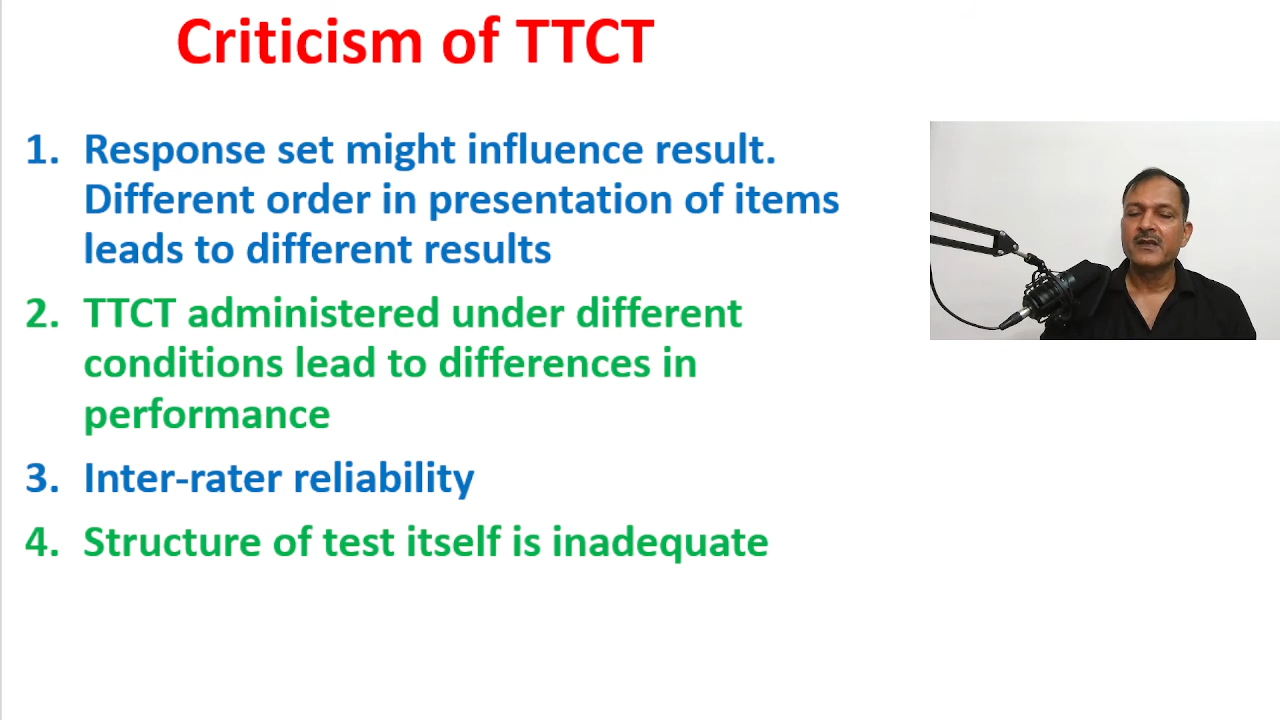 Criticism of TTCT
1. Response set might influence result.
Different order in presentation of items
leads to different results
2. TTCT administered under different
conditions lead to differences in
performance
3. Inter-rater reliability
4. Structure of test itself is inadequate